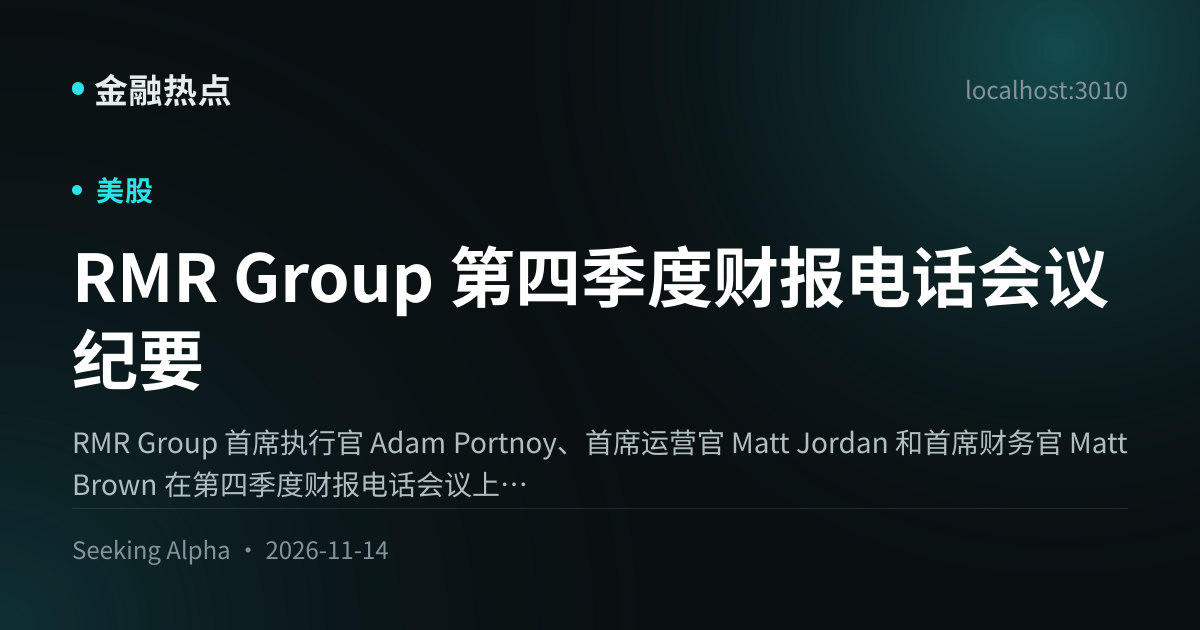 金融热点
localhost:3010
美股
RMR Group 第四季度财报电话会议
纪要
RMR Group 首席执行官 Adam Portnoy、首席运营官 Matt Jordan 和首席财务官 Matt
Brown 在第四季度财报电话会议上…
Seeking Alpha • 2026-11-14